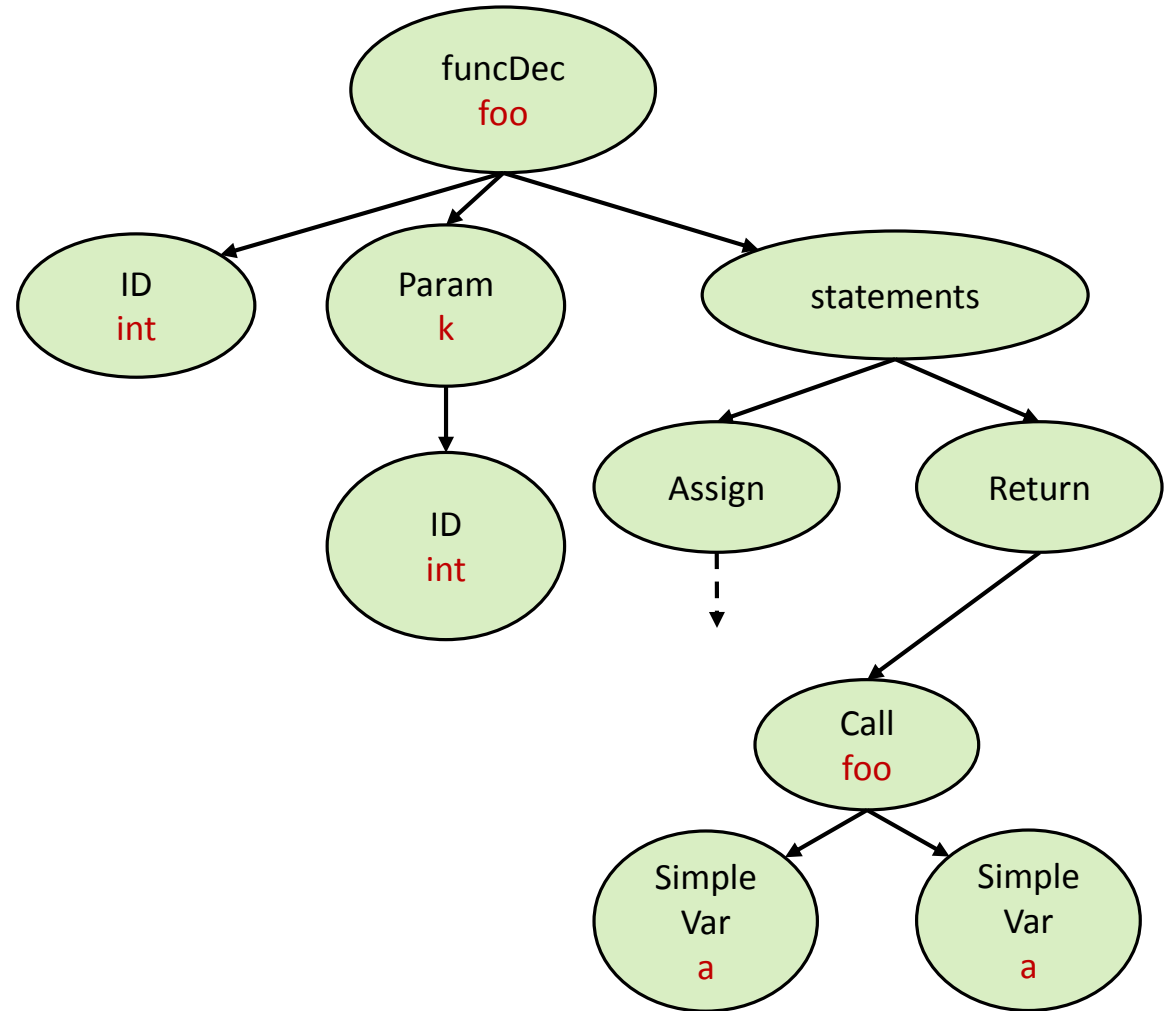 funcDec
foo
ID
int
Param
k
statements
ID
int
Assign
Return
Call
foo
Simple
Var
a
Simple
Var
a